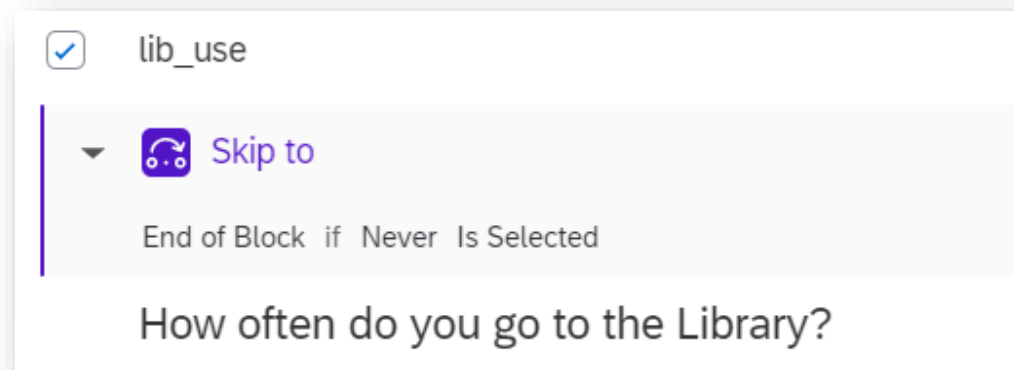 lib_use
Skip to
End of Block if Never Is Selected
How often do you go to the Library?